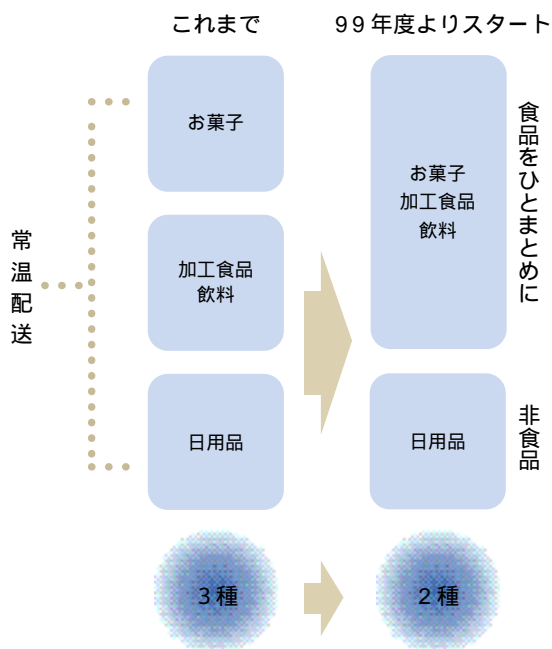 これまで
99年度よりスタート
常温配送
お菓子
加工食品
飲料
日用品
お菓子
加工食品
飲料
食品をひとまとめに
日用品
非食品
3種
2種